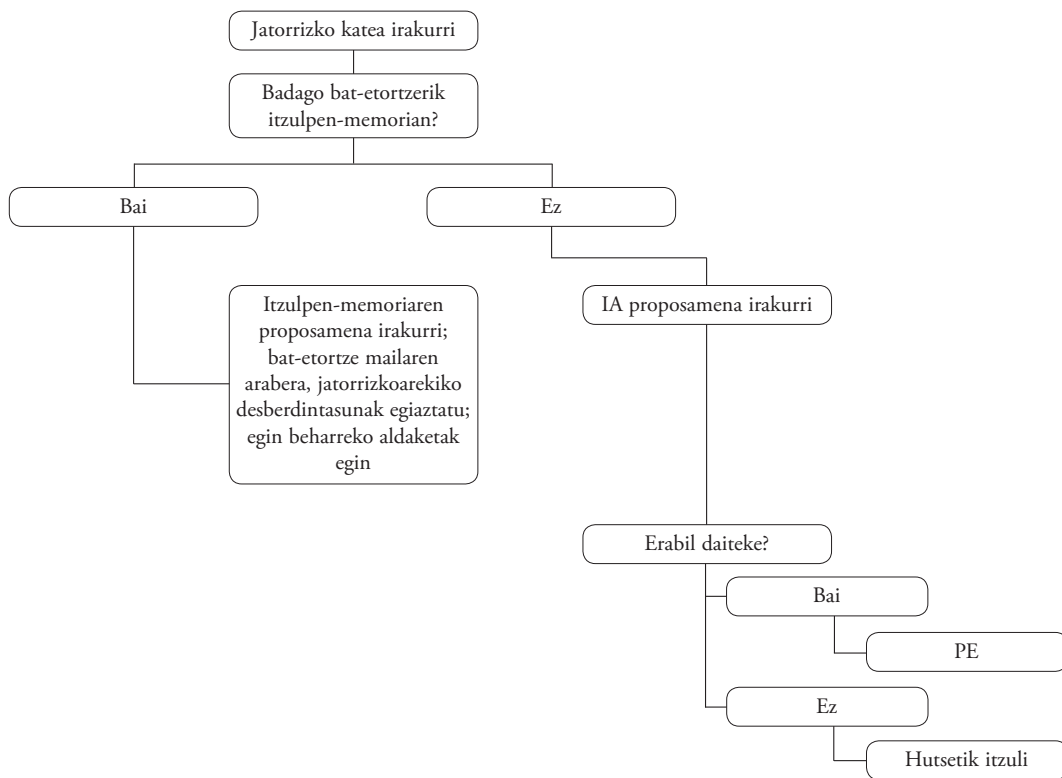 Jatorrizko katea irakurri
Badago bat-etortzerik
itzulpen-memorian?
Bai
Ez
Itzulpen-memoriaren
proposamena irakurri;
bat-etortze mailaren
arabera, jatorrizkoarekiko
desberdintasunak egiaztatu;
egin beharreko aldaketak
egin
IA proposamena irakurri
Erabil daiteke?
Bai
PE
Ez
Hutsetik itzuli